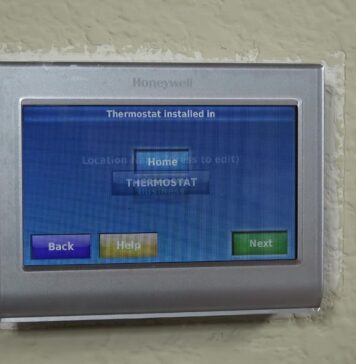 Honeywell
Thermostat installed in
Home
THERMOSTAT
Back
Help
Next